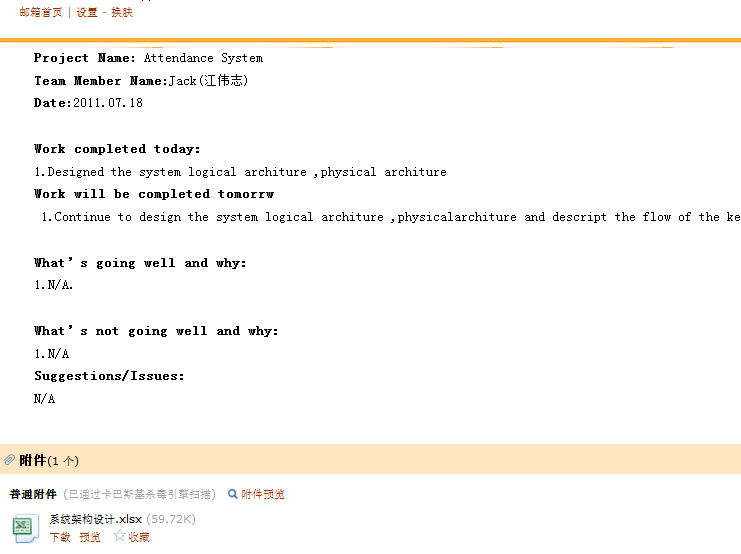 邮箱首页 | 设置 - 换肤
Project Name: Attendance System
Team Member Name:Jack(江伟志)
Date:2011.07.18
Work completed today:
1.Designed the system logical architure ,physical architure
Work will be completed tomorrw
1.Continue to design the system logical architure ,physicalarchiture and descript the flow of the ke
What's going well and why:
1.N/A.
What's not going well and why:
1.N/A
Suggestions/Issues:
N/A
附件(1 个)
普通附件 (已通过卡巴斯基杀毒引擎扫描) 附件预览
系统架构设计.xlsx (59.72K)
下载 预览 ☆收藏